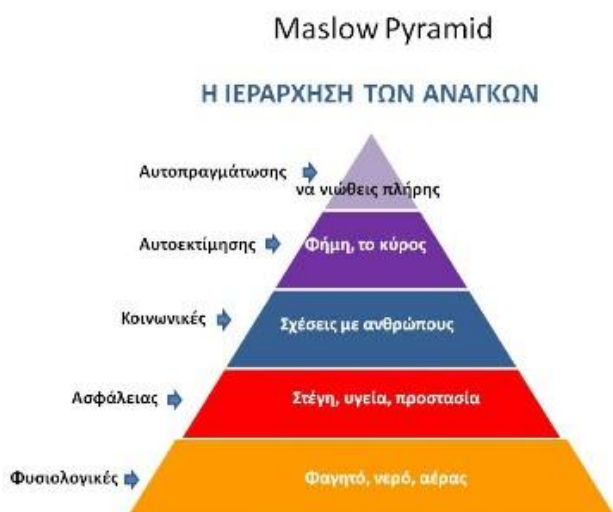 Maslow Pyramid
Η ΙΕΡΑΡΧΗΣΗ ΤΩΝ ΑΝΑΓΚΩΝ
Αυτοπραγμάτωσης
να νιώθεις πλήρης
Αυτοεκτίμησης
Φήμη, το κύρος
Κοινωνικές
Σχέσεις με ανθρώπους
Ασφάλειας
Στέγη, υγεία, προστασία
Φυσιολογικές
Φαγητό, νερό, αέρας